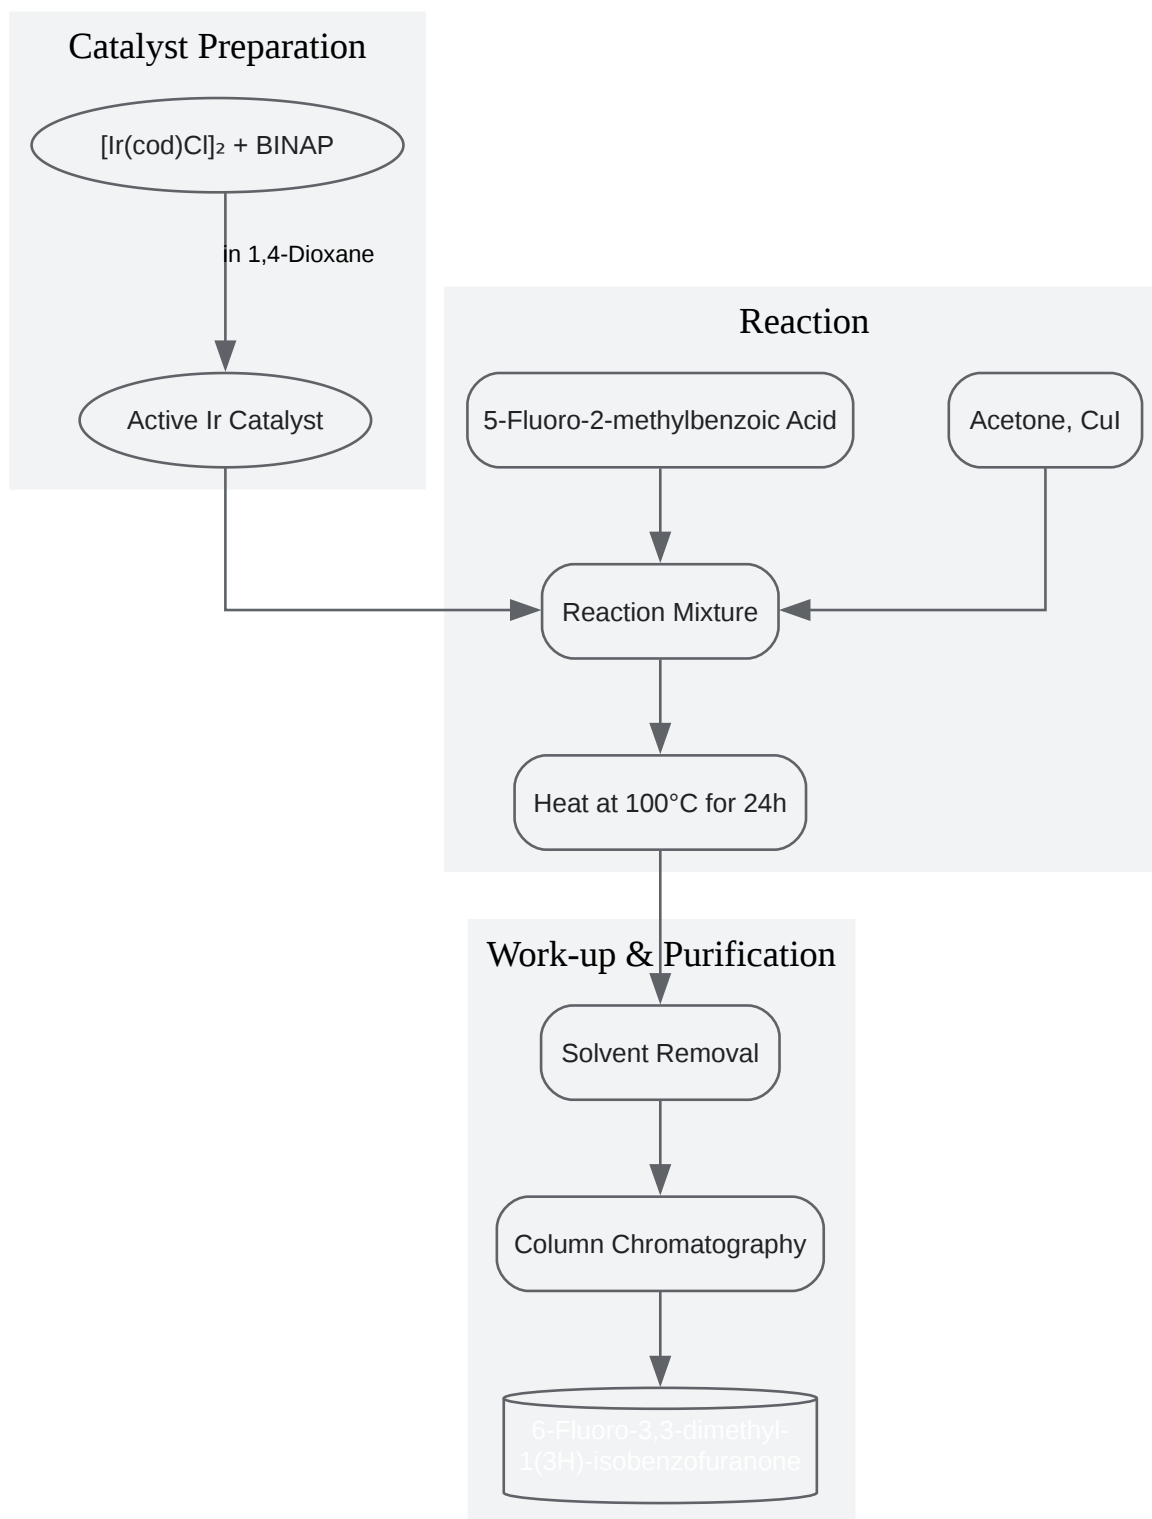 Catalyst Preparation
[Ir(cod)Cl]₂ + BINAP
in 1,4-Dioxane
Active Ir Catalyst
Reaction
5-Fluoro-2-methylbenzoic Acid
Acetone, CuI
Reaction Mixture
Heat at 100°C for 24h
Work-up & Purification
Solvent Removal
Column Chromatography
6-Fluoro-3,3-dimethyl-
1(3H)-isobenzofuranone